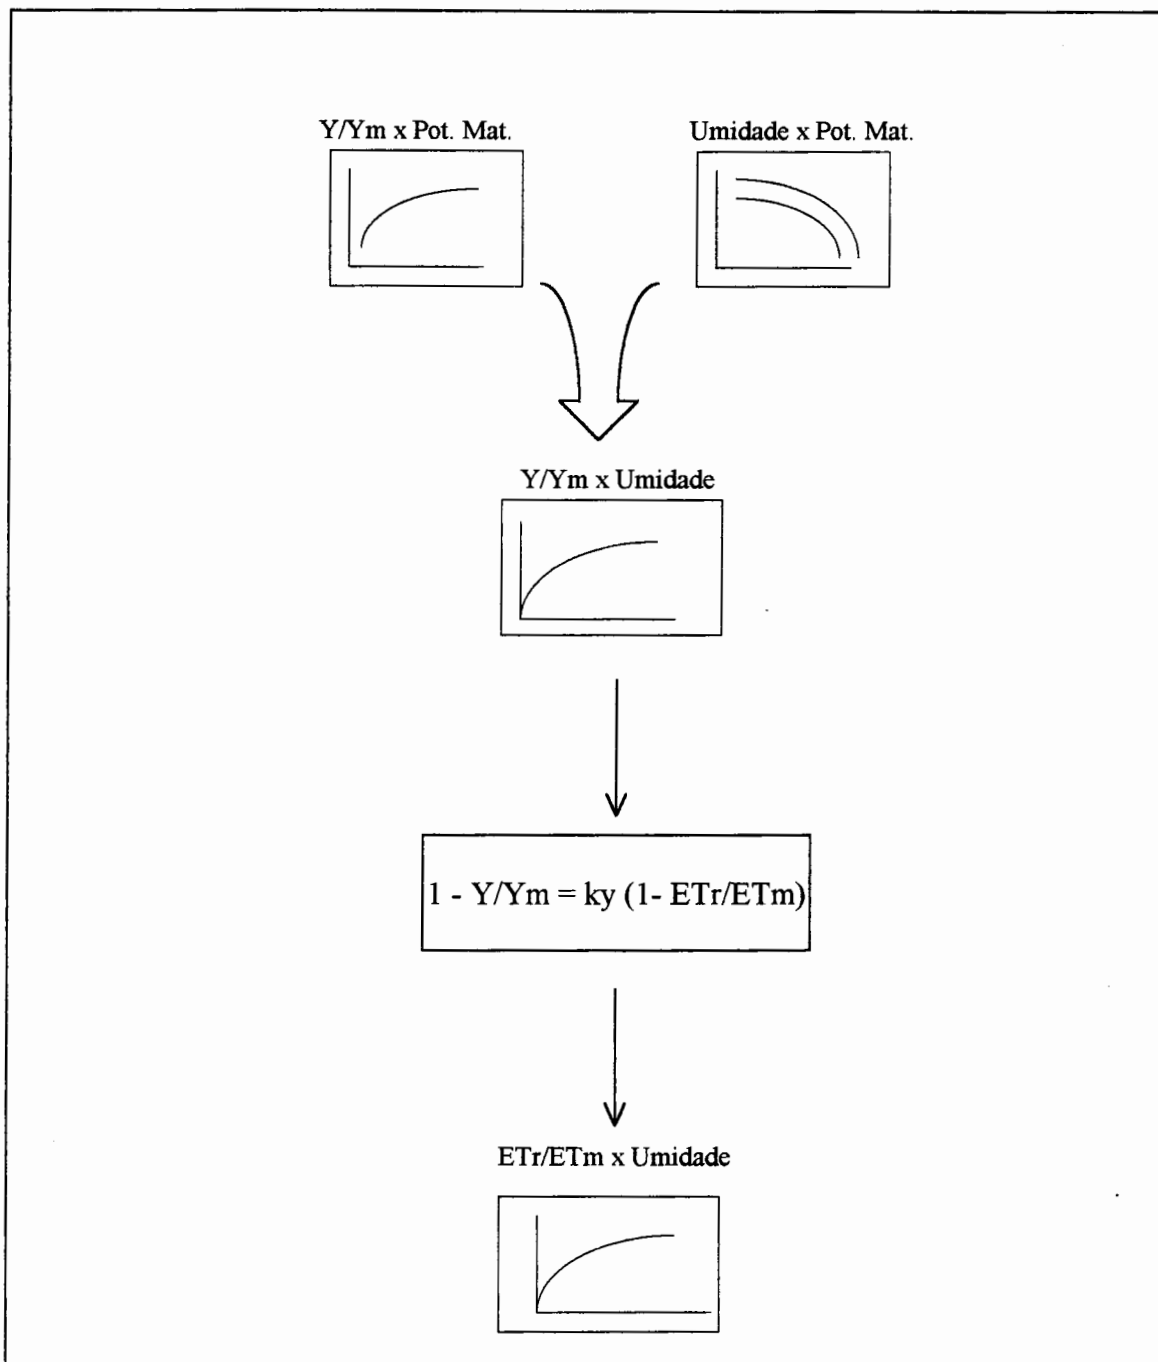 Y/Ym x Pot. Mat.
Umidade x Pot. Mat.
Y/Ym x Umidade
1 - Y/Ym = ky (1- ETr/ETm)
ETr/ETm x Umidade